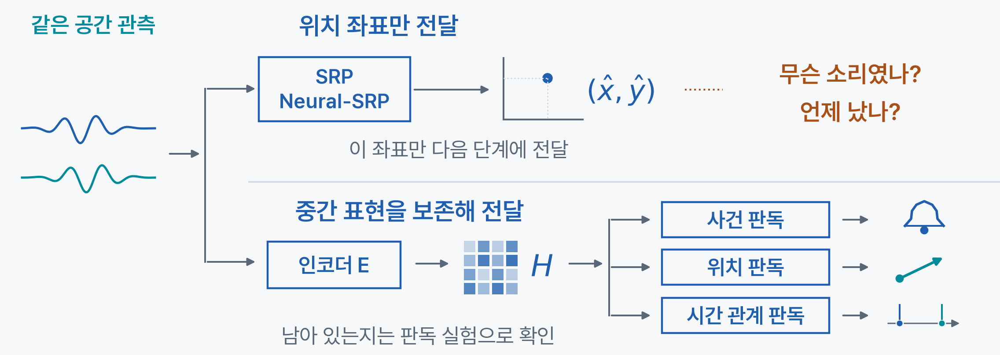 같은 공간 관측
위치 좌표만 전달
SRP
Neural-SRP
(x̂, ŷ)
무슨 소리였나?
언제 났나?
이 좌표만 다음 단계에 전달
중간 표현을 보존해 전달
인코더 E
H
사건 판독
위치 판독
시간 관계 판독
남아 있는지는 판독 실험으로 확인